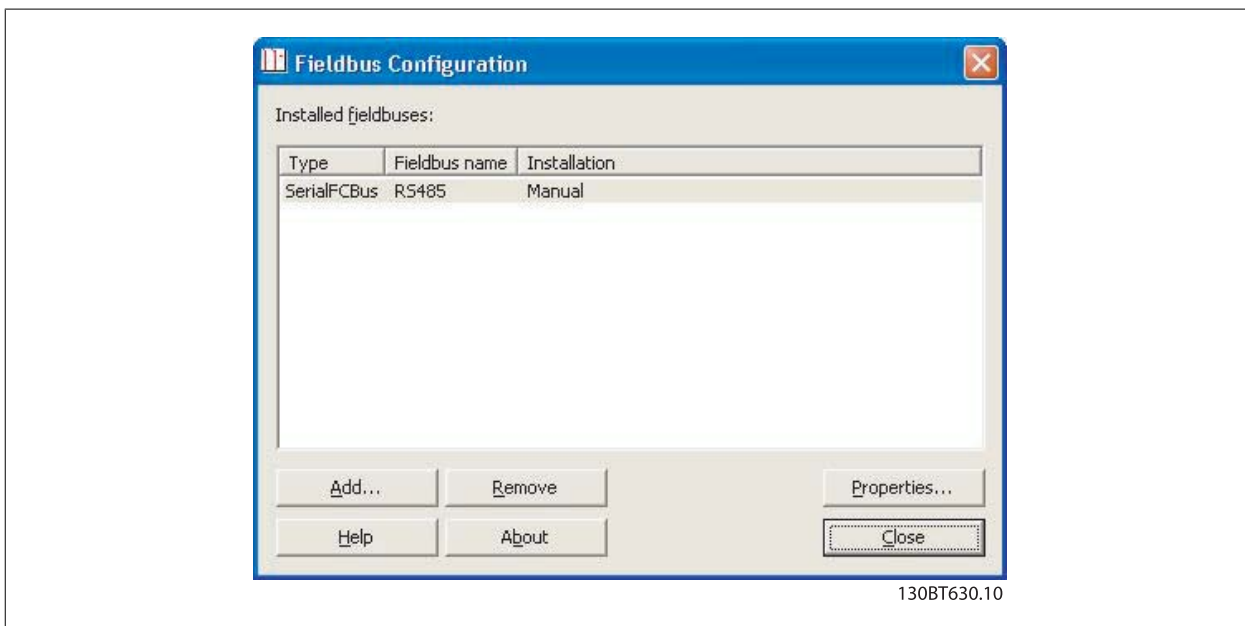 Fieldbus Configuration
Installed fieldbuses:
Type Fieldbus name Installation
SerialFCBus RS485 Manual
Add... Remove Properties...
Help About Close
130BT630.10